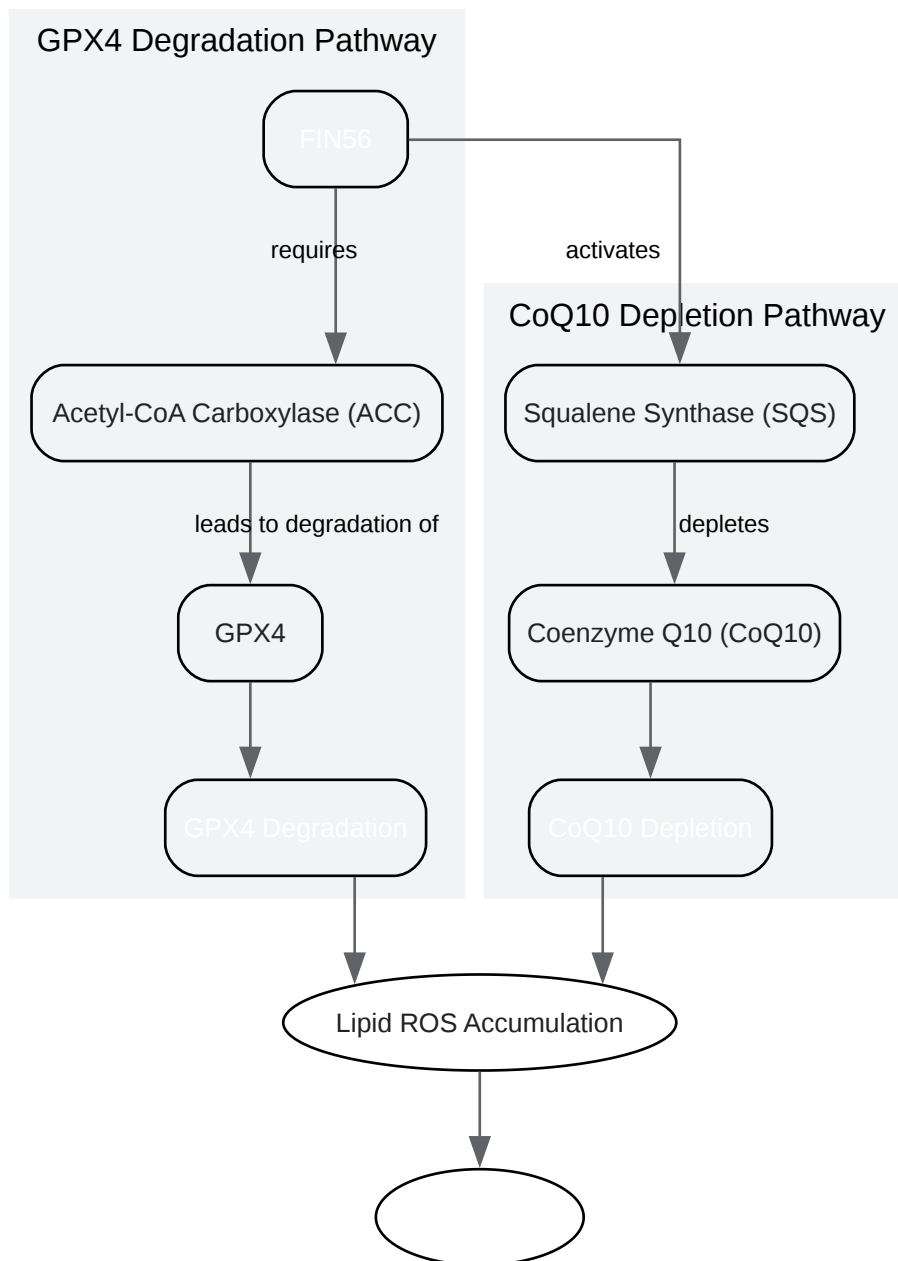 GPX4 Degradation Pathway
FIN56
requires
activates
CoQ10 Depletion Pathway
Acetyl-CoA Carboxylase (ACC)
Squalene Synthase (SQS)
leads to degradation of
depletes
GPX4
Coenzyme Q10 (CoQ10)
GPX4 Degradation
CoQ10 Depletion
Lipid ROS Accumulation